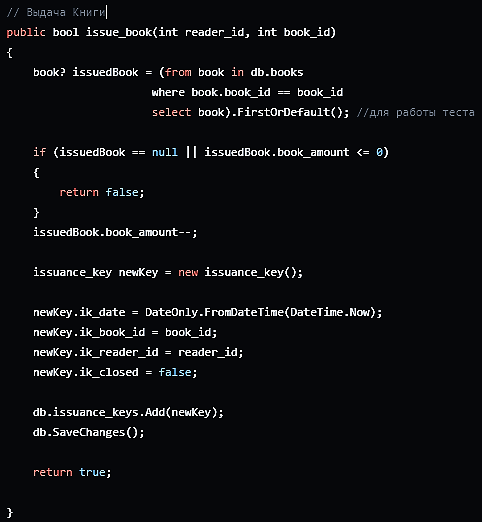 // Выдача Книги
public bool issue_book(int reader_id, int book_id)
{
book? issuedBook = (from book in db.books
where book.book_id == book_id
select book).FirstOrDefault(); //для работы теста
if (issuedBook == null || issuedBook.book_amount <= 0)
{
return false;
}
issuedBook.book_amount--;
issuance_key newKey = new issuance_key();
newKey.ik_date = DateOnly.FromDateTime(DateTime.Now);
newKey.ik_book_id = book_id;
newKey.ik_reader_id = reader_id;
newKey.ik_closed = false;
db.issuance_keys.Add(newKey);
db.SaveChanges();
return true;
}